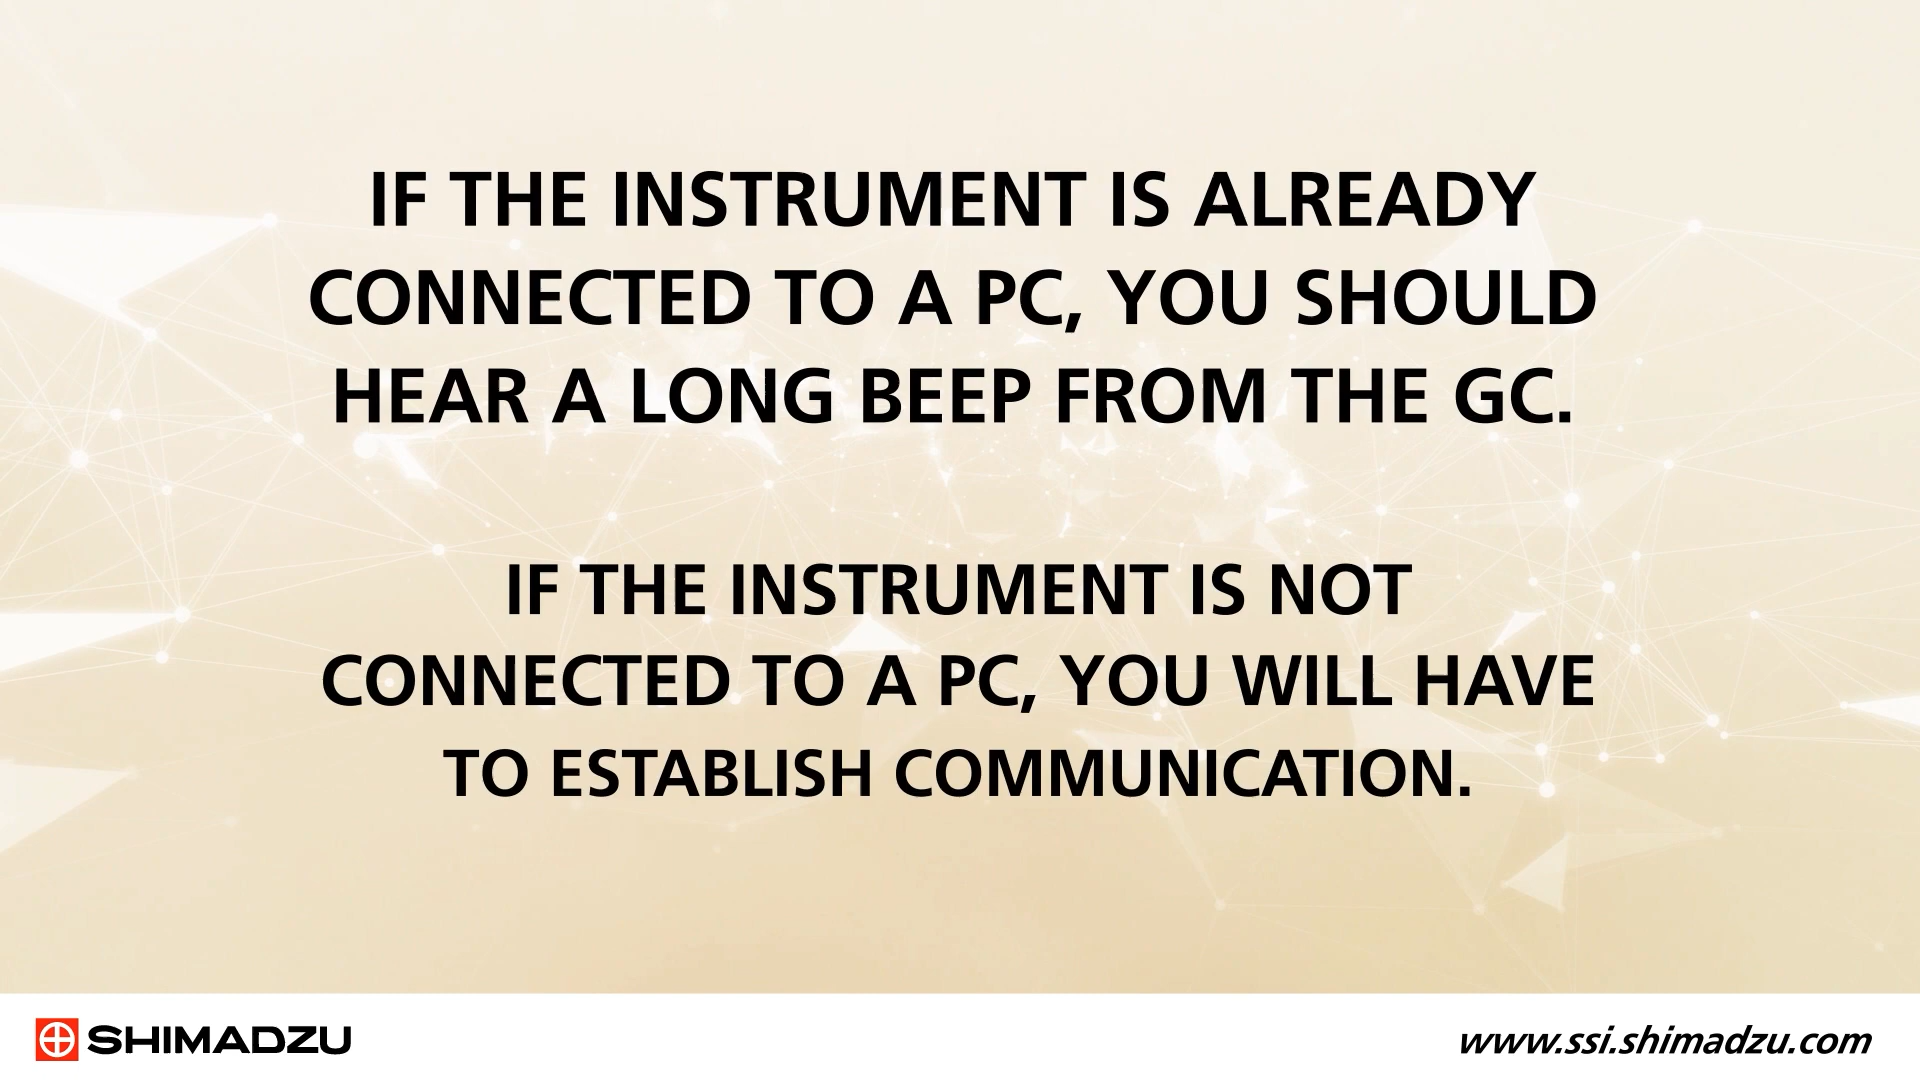 IF THE INSTRUMENT IS ALREADY
CONNECTED TO A PC, YOU SHOULD
HEAR A LONG BEEP FROM THE GC.
IF THE INSTRUMENT IS NOT
CONNECTED TO A PC, YOU WILL HAVE
TO ESTABLISH COMMUNICATION.
SHIMADZU
www.ssi.shimadzu.com